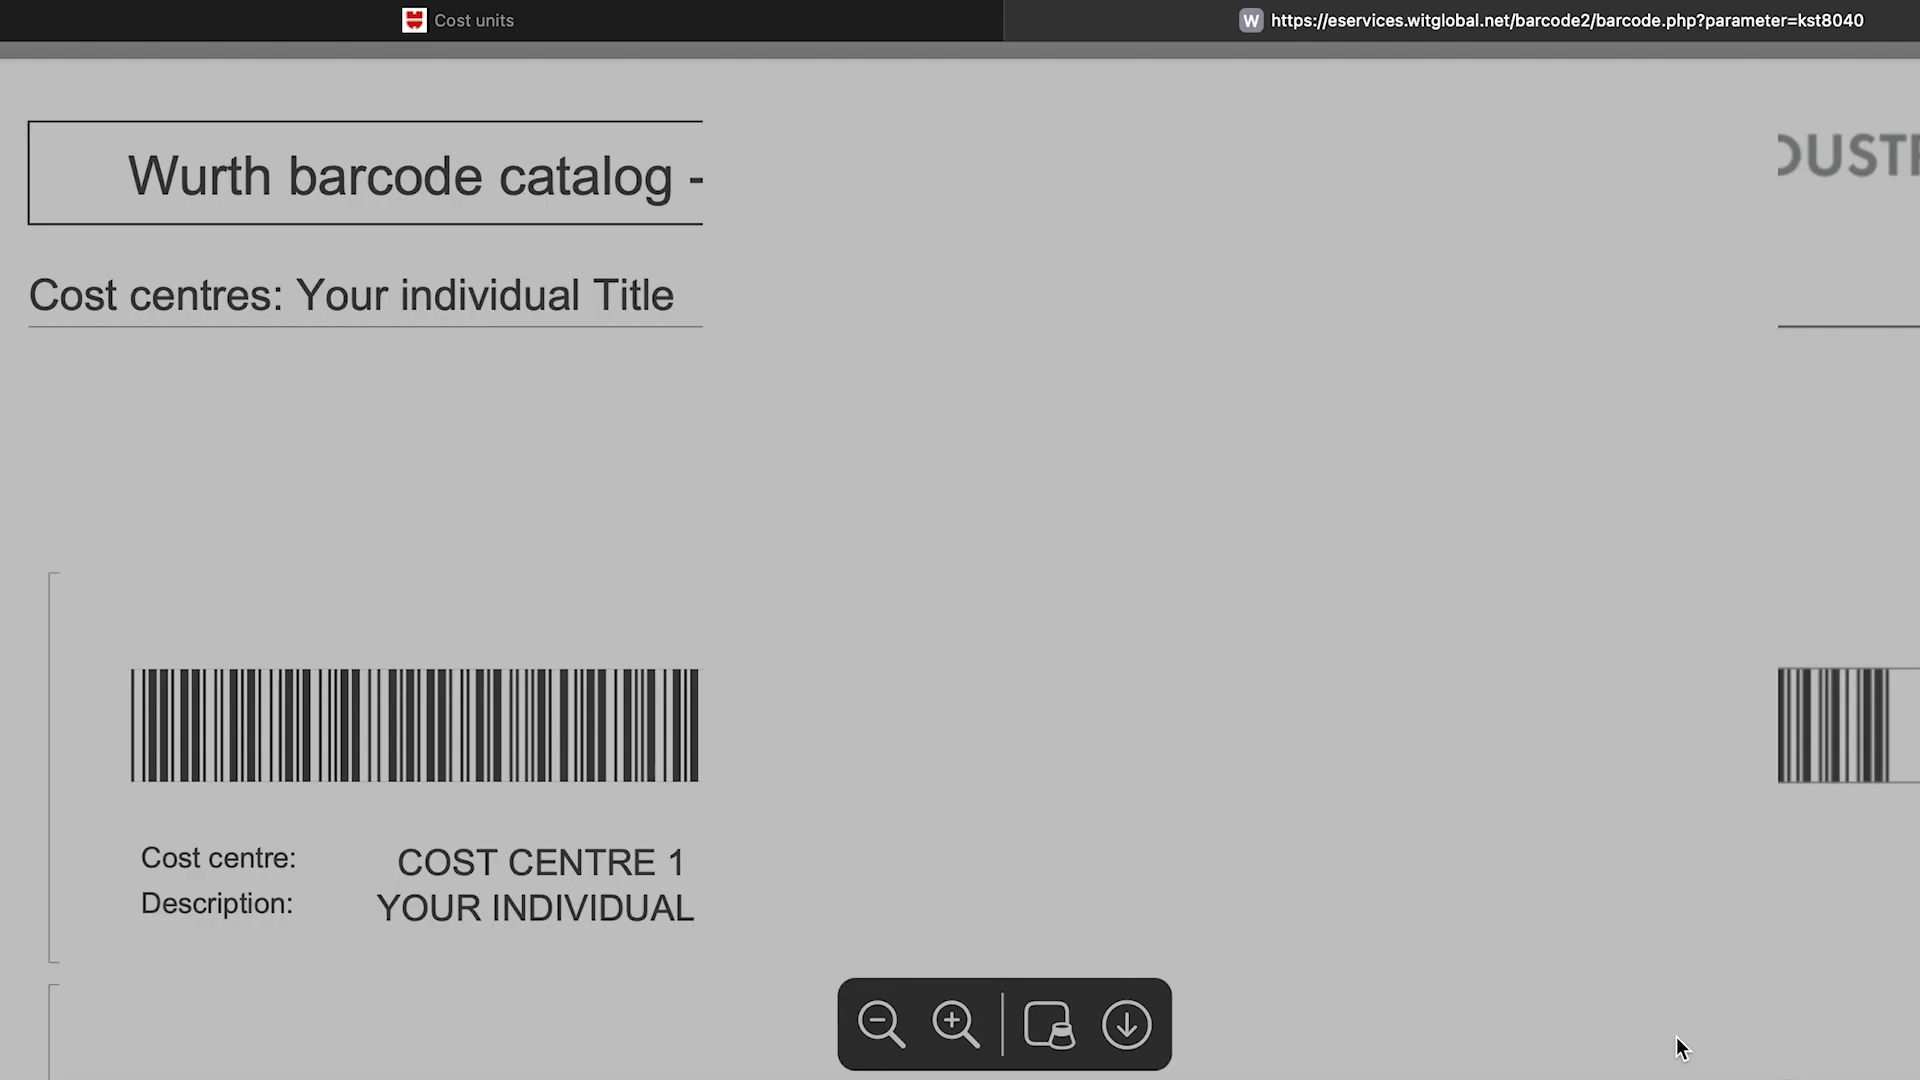 Cost units
W https://eservices.witglobal.net/barcode2/barcode.php?parameter=kst8040
Wurth barcode catalog -
DUST
Cost centres: Your individual Title
Cost centre: COST CENTRE 1
Description: YOUR INDIVIDUAL